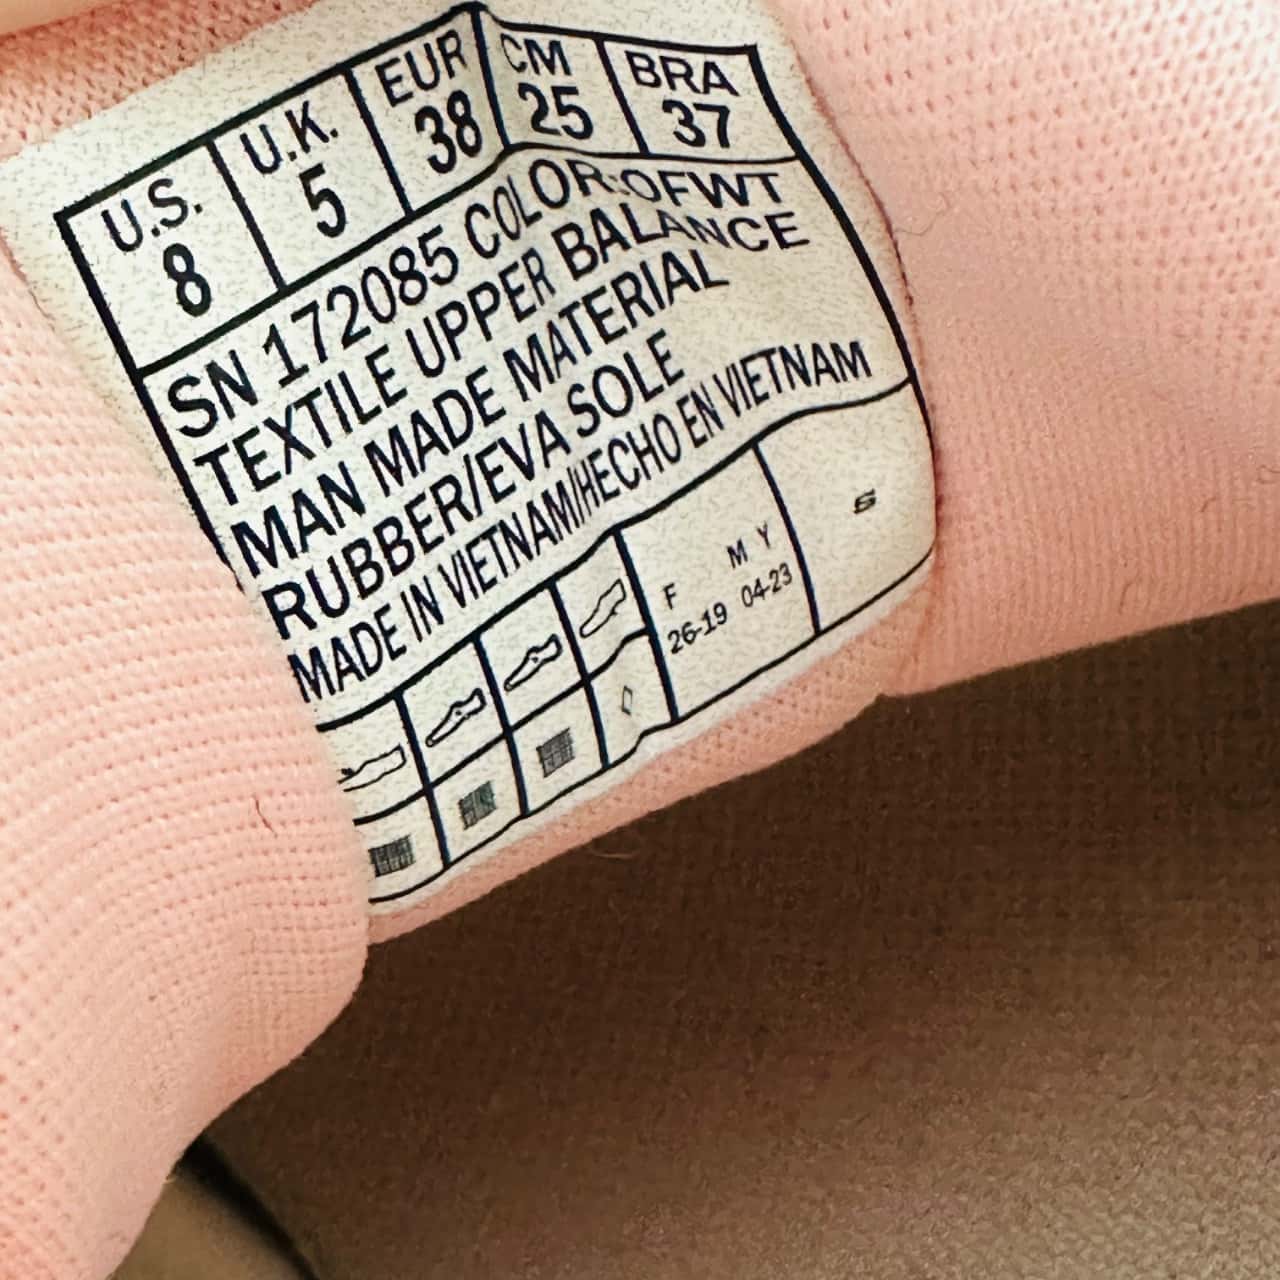 U.S. U.K. EUR CM BRA
8 5 38 25 37
SN 172085 COLOR:OFWT
TEXTILE UPPER BALANCE
MAN MADE MATERIAL
RUBBER/EVA SOLE
MADE IN VIETNAM/HECHO EN VIETNAM
F M Y
26-19 04-23